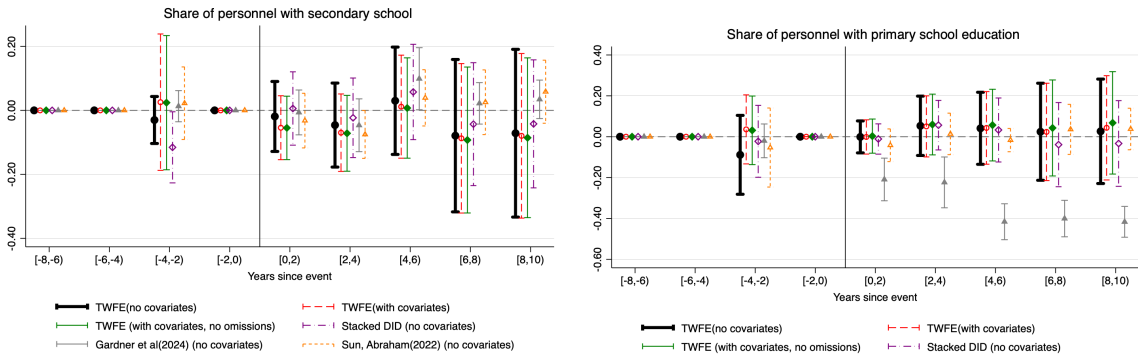 Share of personnel with secondary school
0.20
0.00
-0.20
-0.40
[-8,-6) [-6,-4) [-4,-2) [-2,0) [0,2) [2,4) [4,6) [6,8) [8,10)
Years since event
TWFE(no covariates) TWFE(with covariates)
TWFE (with covariates, no omissions) Stacked DID (no covariates)
Gardner et al(2024) (no covariates) Sun, Abraham(2022) (no covariates)
Share of personnel with primary school education
0.40
0.20
0.00
-0.20
-0.40
-0.60
[-8,-6) [-6,-4) [-4,-2) [-2,0) [0,2) [2,4) [4,6) [6,8) [8,10)
Years since event
TWFE(no covariates) TWFE(with covariates)
TWFE (with covariates, no omissions) Stacked DID (no covariates)